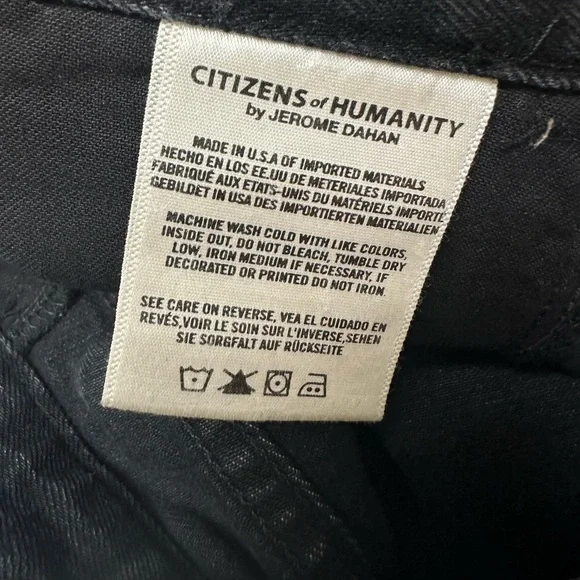 CITIZENS of HUMANITY
by JEROME DAHAN
MADE IN U.S.A OF IMPORTED MATERIALS
HECHO EN LOS EE.UU DE METERIALES IMPORTADA
FABRIQUÉ AUX ETATS-UNIS DU MATÉRIELS IMPORTÉ
GEBILDET IN USA DES IMPORTIERTEN MATERIALIEN
MACHINE WASH COLD WITH LIKE COLORS,
INSIDE OUT, DO NOT BLEACH, TUMBLE DRY
LOW, IRON MEDIUM IF NECESSARY, IF
DECORATED OR PRINTED DO NOT IRON.
SEE CARE ON REVERSE, VEA EL CUIDADO EN
REVÉS,VOIR LE SOIN SUR L'INVERSE,SEHEN
SIE SORGFALT AUF RÜCKSEITE